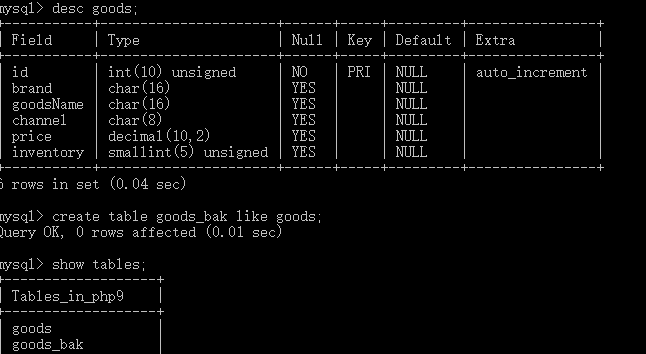 mysql> desc goods;
+-----------+----------------------+------+-----+---------+----------------+
| Field | Type | Null | Key | Default | Extra |
+-----------+----------------------+------+-----+---------+----------------+
| id | int(10) unsigned | NO | PRI | NULL | auto_increment |
| brand | char(16) | YES | | NULL | |
| goodsName | char(16) | YES | | NULL | |
| channel | char(8) | YES | | NULL | |
| price | decimal(10,2) | YES | | NULL | |
| inventory | smallint(5) unsigned | YES | | NULL | |
+-----------+----------------------+------+-----+---------+----------------+
6 rows in set (0.04 sec)
mysql> create table goods_bak like goods;
Query OK, 0 rows affected (0.01 sec)
mysql> show tables;
+-------------------+
| Tables_in_php9 |
+-------------------+
| goods |
| goods_bak |